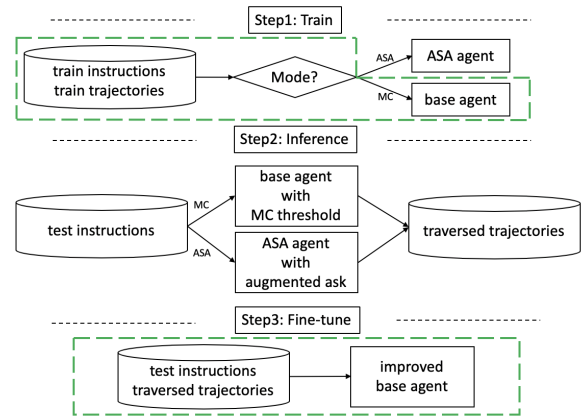 Step1: Train
train instructions
train trajectories
Mode?
ASA
ASA agent
MC
base agent
Step2: Inference
test instructions
MC
base agent
with
MC threshold
ASA
ASA agent
with
augmented ask
traversed trajectories
Step3: Fine-tune
test instructions
traversed trajectories
improved
base agent